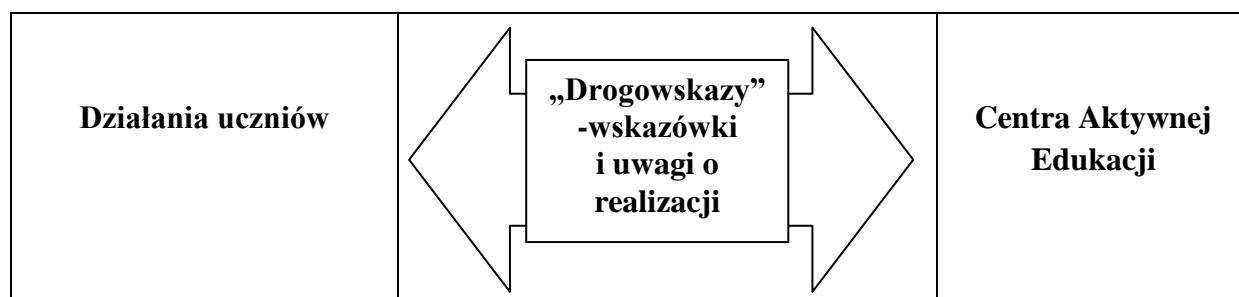 Działania uczniów
„Drogowskazy”
-wskazówki
i uwagi o
realizacji
Centra Aktywnej
Edukacji